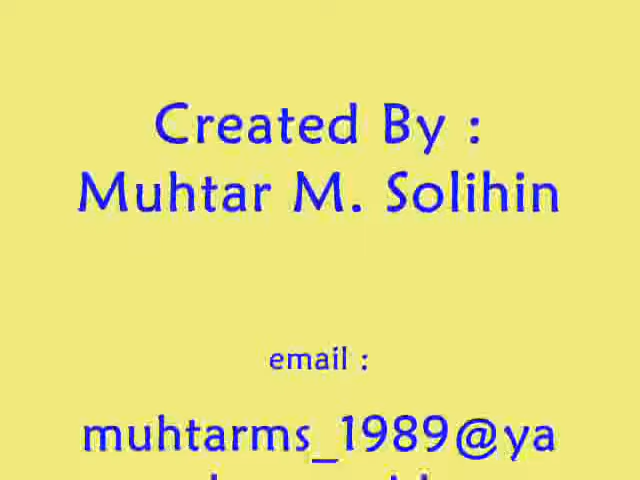 Created By :
Muhtar M. Solihin
email :
muhtarms_1989@ya